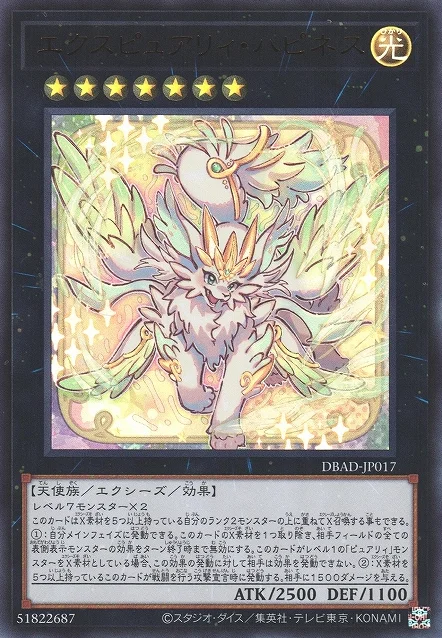 エクスピュアリィ・ハピネス
光
DBAD-JP017
【天使族／エクシーズ／効果】
レベル7モンスター×2
このカードはX素材を5つ以上持っている自分のランク2モンスターの上に重ねてX召喚する事もできる。
①：自分メインフェイズに発動できる。このカードのX素材を1つ取り除き、相手フィールドの全ての
表側表示モンスターの効果をターン終了時まで無効にする。このカードがレベル1の「ピュアリィ」モン
スターをX素材としている場合、この効果の発動に対して相手は効果を発動できない。②：X素材を
5つ以上持っているこのカードが戦闘を行う攻撃宣言時に発動する。相手に1500ダメージを与える。
ATK/2500 DEF/1100
51822687
©スタジオ・ダイス／集英社・テレビ東京・KONAMI